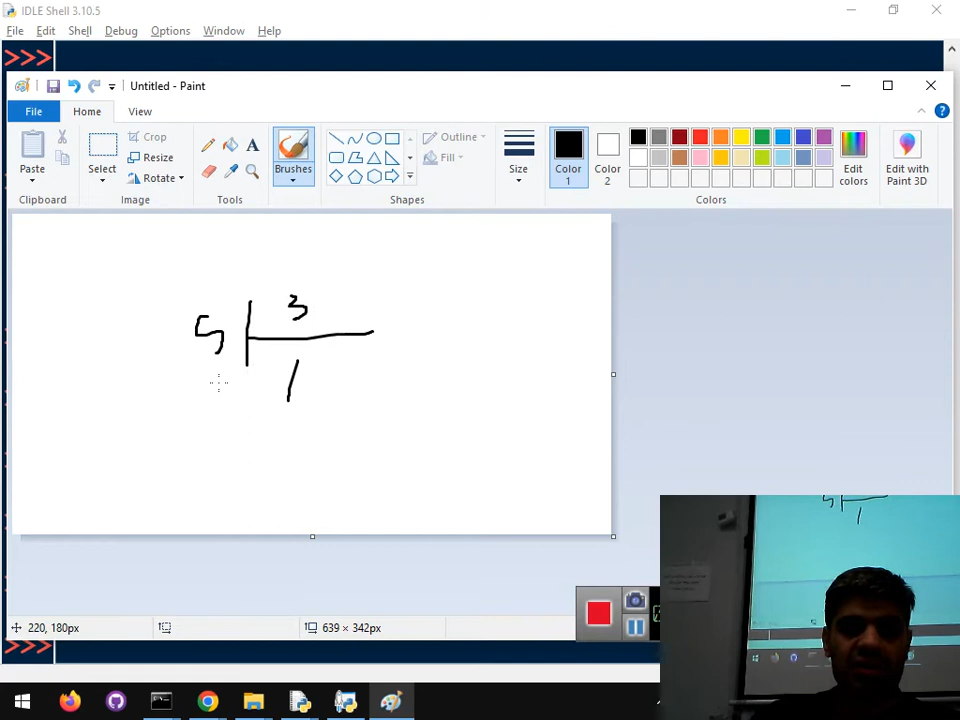 IDLE Shell 3.10.5
File Edit Shell Debug Options Window Help
>>>
Untitled - Paint
File Home View
Paste Select Crop Resize Rotate A Brushes Outline Fill Size Color 1 Color 2 Edit colors Edit with Paint 3D
Clipboard Image Tools Shapes Colors
3
5
1
220, 180px 639 × 342px
>>>